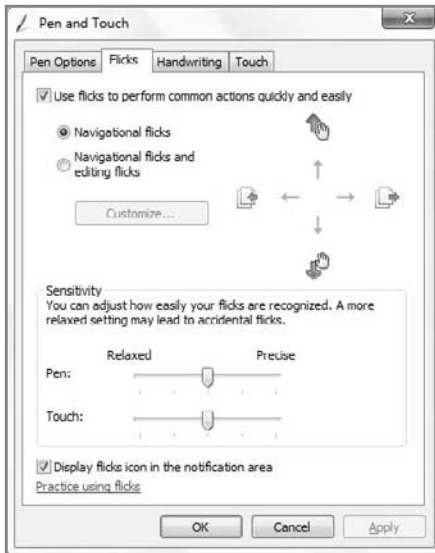 Pen and Touch
Pen Options Flicks Handwriting Touch
Use flicks to perform common actions quickly and easily
Navigational flicks
Navigational flicks and
editing flicks
Customize...
Sensitivity
You can adjust how easily your flicks are recognized. A more
relaxed setting may lead to accidental flicks.
Relaxed Precise
Pen:
Touch:
Display flicks icon in the notification area
Practice using flicks
OK Cancel Apply